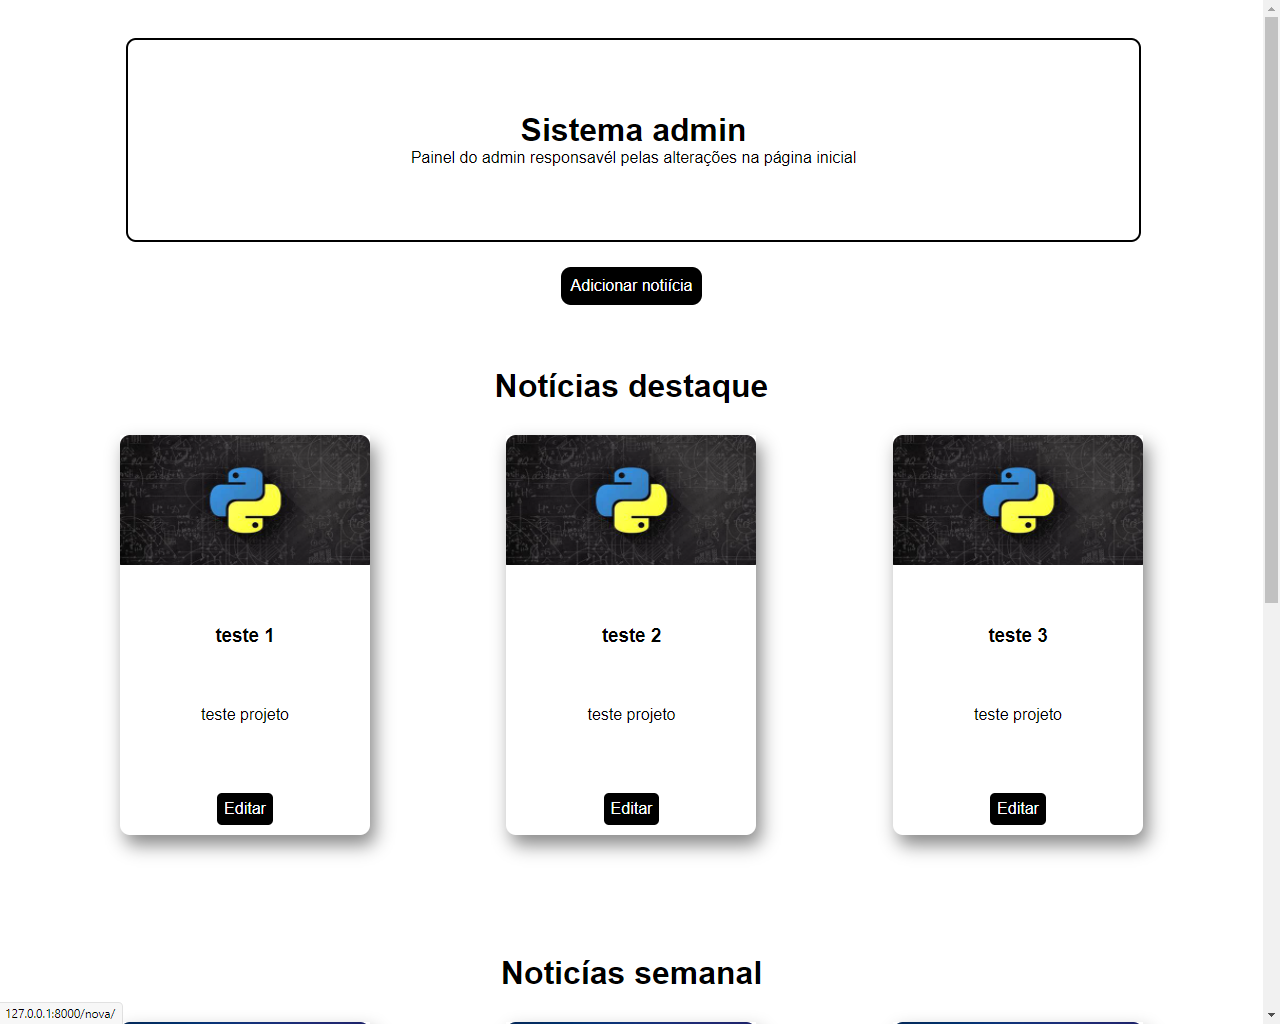 Sistema admin
Painel do admin responsavél pelas alterações na página inicial
Adicionar notiícia
Notícias destaque
teste 1
teste 2
teste 3
teste projeto
teste projeto
teste projeto
Editar
Editar
Editar
Noticías semanal
127.0.0.1:8000/nova/